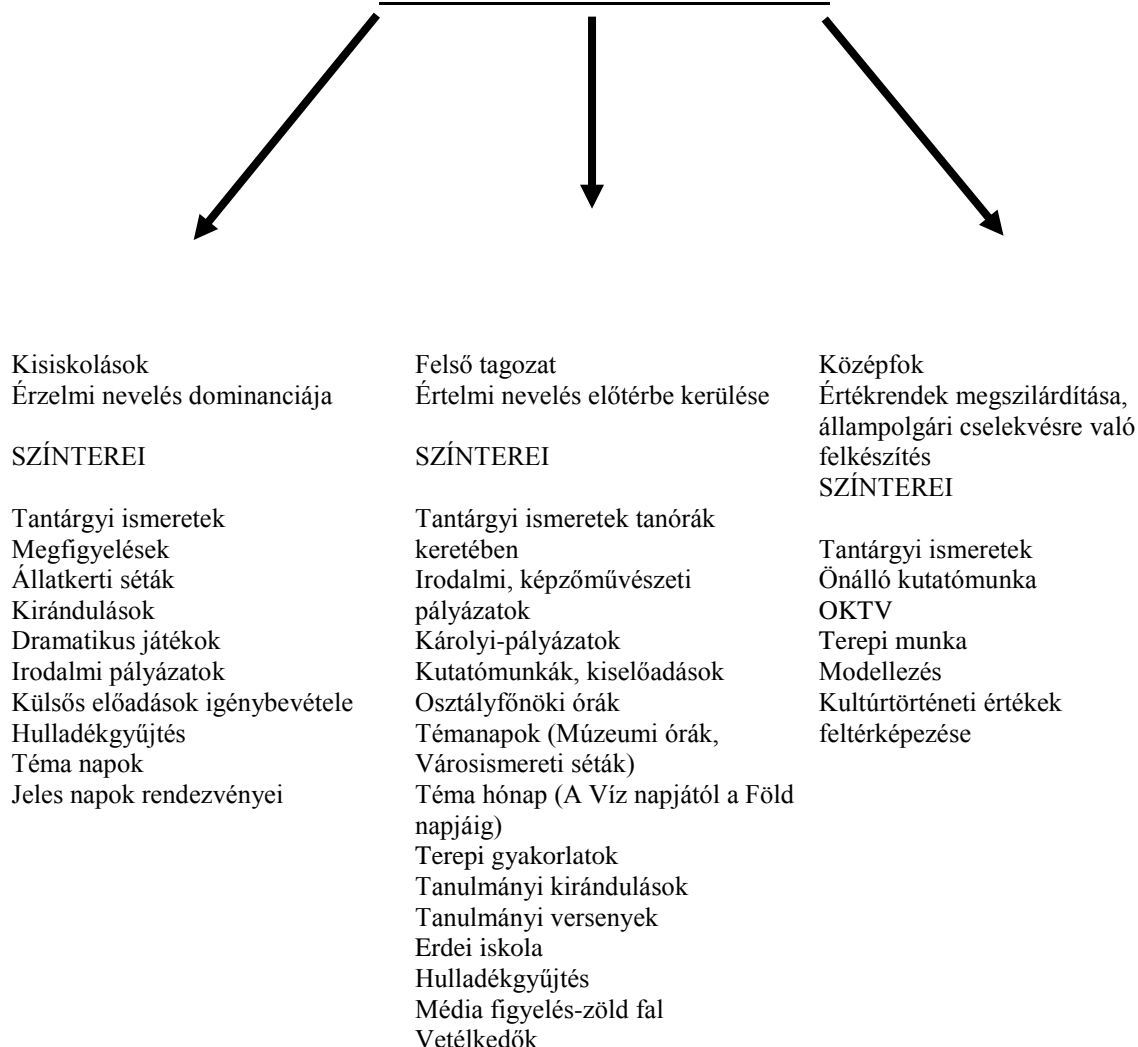 Kisiskolások
Érzelmi nevelés dominanciája
SZÍNTEREI
Tantárgyi ismeretek
Megfigyelések
Állatkerti séták
Kirándulások
Dramatikus játékok
Irodalmi pályázatok
Külsős előadások igénybevétele
Hulladékgyűjtés
Téma napok
Jeles napok rendezvényei
Felső tagozat
Értelmi nevelés előtérbe kerülése
SZÍNTEREI
Tantárgyi ismeretek tanórák
keretében
Irodalmi, képzőművészeti
pályázatok
Károlyi-pályázatok
Kutatómunkák, kiselőadások
Osztályfőnöki órák
Témanapok (Múzeumi órák,
Városismereti séták)
Téma hónap (A Víz napjától a Föld
napjáig)
Terepi gyakorlatok
Tanulmányi kirándulások
Tanulmányi versenyek
Erdei iskola
Hulladékgyűjtés
Média figyelés-zöld fal
Vetélkedők
Középfok
Értékrendek megszilárdítása,
állampolgári cselekvésre való
felkészítés
SZÍNTEREI
Tantárgyi ismeretek
Önálló kutatómunka
OKTV
Terepi munka
Modellezés
Kultúrtörténeti értékek
feltérképezése